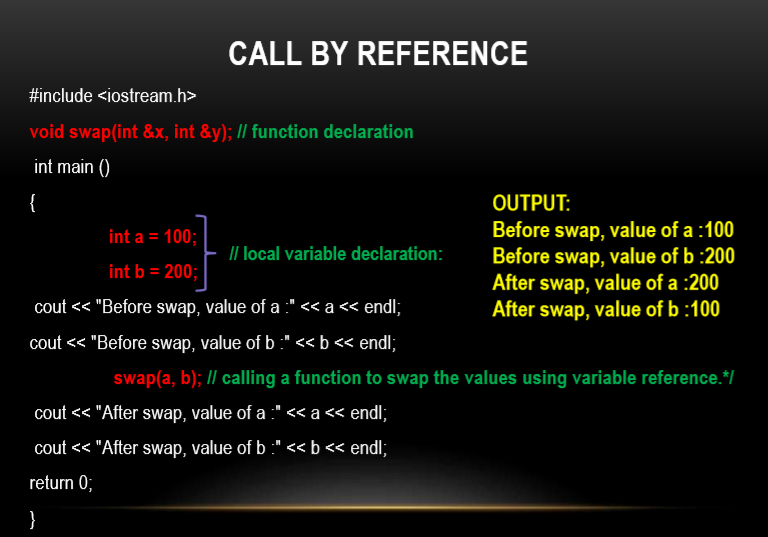 CALL BY REFERENCE
#include <iostream.h>
void swap(int &x, int &y); // function declaration
int main ()
{
int a = 100;
int b = 200;
// local variable declaration:
cout << "Before swap, value of a :" << a << endl;
cout << "Before swap, value of b :" << b << endl;
swap(a, b); // calling a function to swap the values using variable reference.*/
cout << "After swap, value of a :" << a << endl;
cout << "After swap, value of b :" << b << endl;
return 0;
}
OUTPUT:
Before swap, value of a :100
Before swap, value of b :200
After swap, value of a :200
After swap, value of b :100